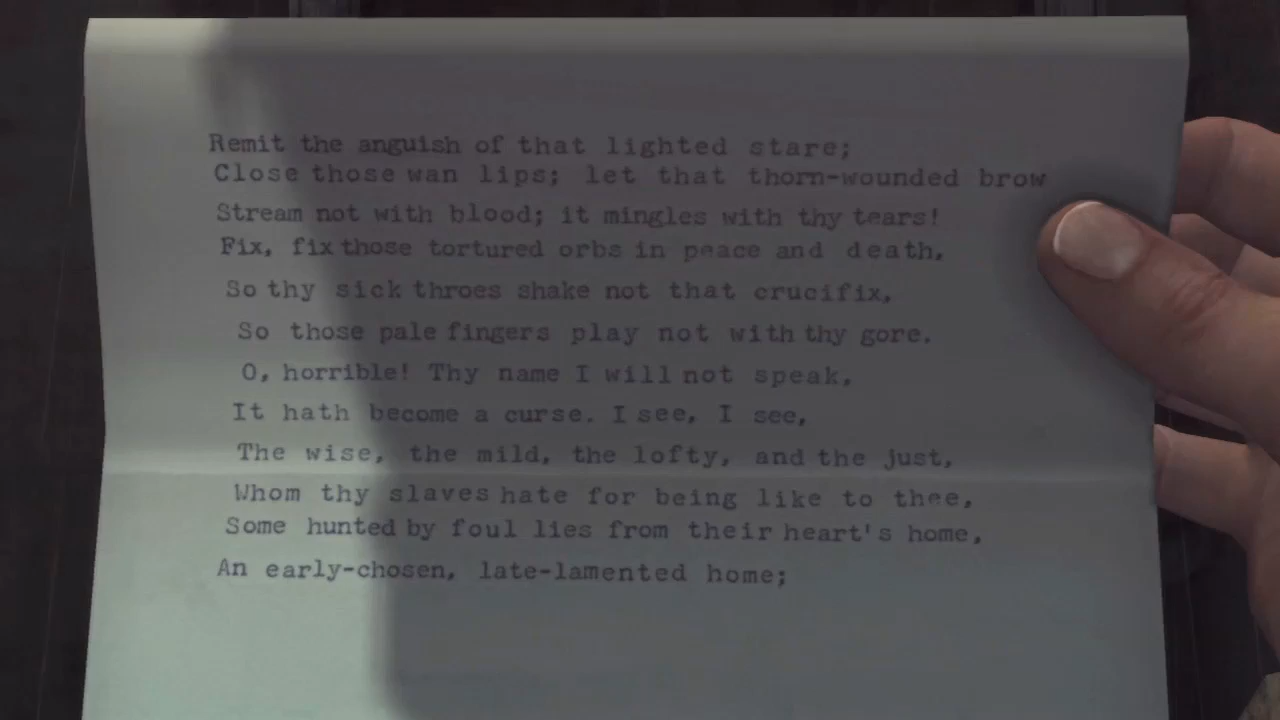 Remit the anguish of that lighted stare;
Close those wan lips; let that thorn-wounded brow
Stream not with blood; it mingles with thy tears!
Fix, fix those tortured orbs in peace and death,
So thy sick throes shake not that crucifix,
So those pale fingers play not with thy gore.
O, horrible! Thy name I will not speak,
It hath become a curse. I see, I see,
The wise, the mild, the lofty, and the just,
Whom thy slaves hate for being like to thee,
Some hunted by foul lies from their heart's home,
An early-chosen, late-lamented home;